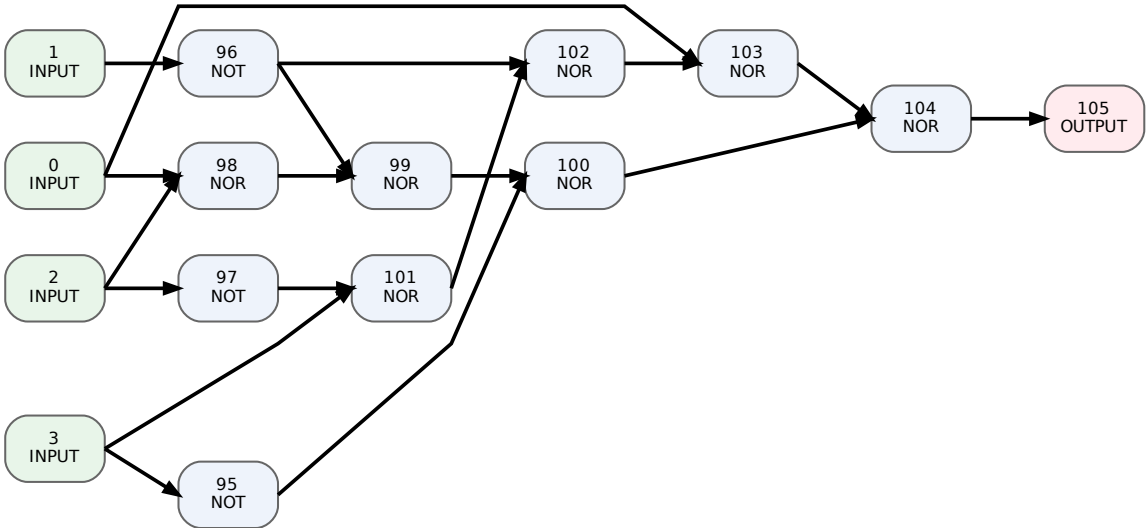 1
INPUT
96
NOT
102
NOR
103
NOR
104
NOR
105
OUTPUT
0
INPUT
98
NOR
99
NOR
100
NOR
2
INPUT
97
NOT
101
NOR
3
INPUT
95
NOT